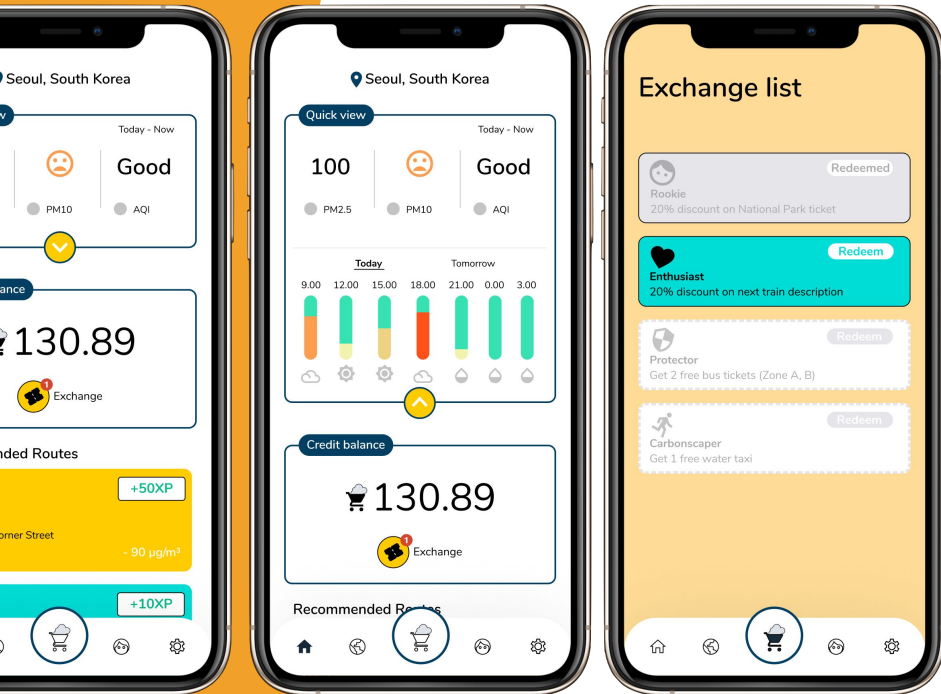 Seoul, South Korea
Today - Now
Good
PM10
AQI
130.89
1
Exchange
Routes
+50XP
Street
- 90 µg/m³
+10XP
Seoul, South Korea
Quick view
Today - Now
100
Good
PM2.5
PM10
AQI
Today
Tomorrow
9.00 12.00 15.00 18.00 21.00 0.00 3.00
Credit balance
130.89
1
Exchange
Recommended Routes
Exchange list
Redeemed
Rookie
20% discount on National Park ticket
Redeem
Enthusiast
20% discount on next train description
Redeem
Protector
Get 2 free bus tickets (Zone A, B)
Redeem
Carbonscaper
Get 1 free water taxi